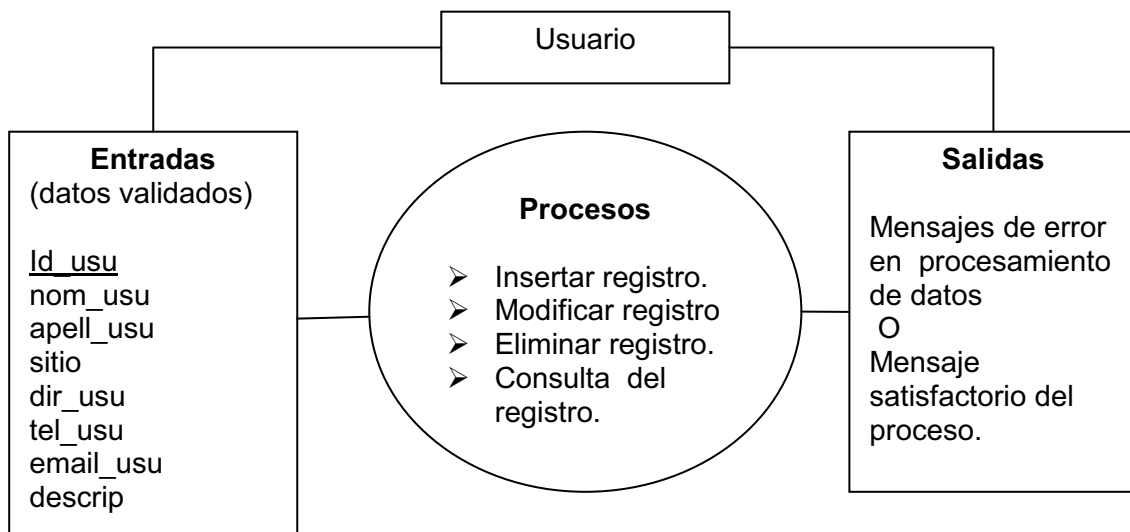 Usuario
Entradas
(datos validados)
Id_usu
nom_usu
apell_usu
sitio
dir_usu
tel_usu
email_usu
descrip
Procesos
➢ Insertar registro.
➢ Modificar registro
➢ Eliminar registro.
➢ Consulta del
registro.
Salidas
Mensajes de error
en procesamiento
de datos
O
Mensaje
satisfactorio del
proceso.